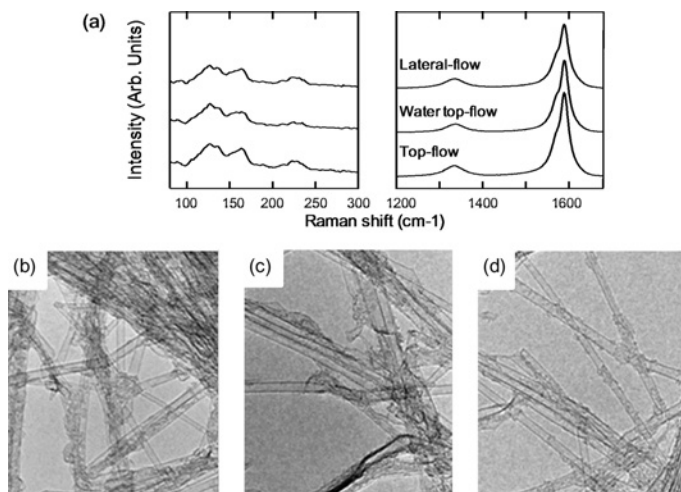 (a)
Intensity (Arb. Units)
Lateral-flow
Water top-flow
Top-flow
100 150 200 250 300 1200 1400 1600
Raman shift (cm-1)
(b) (c) (d)